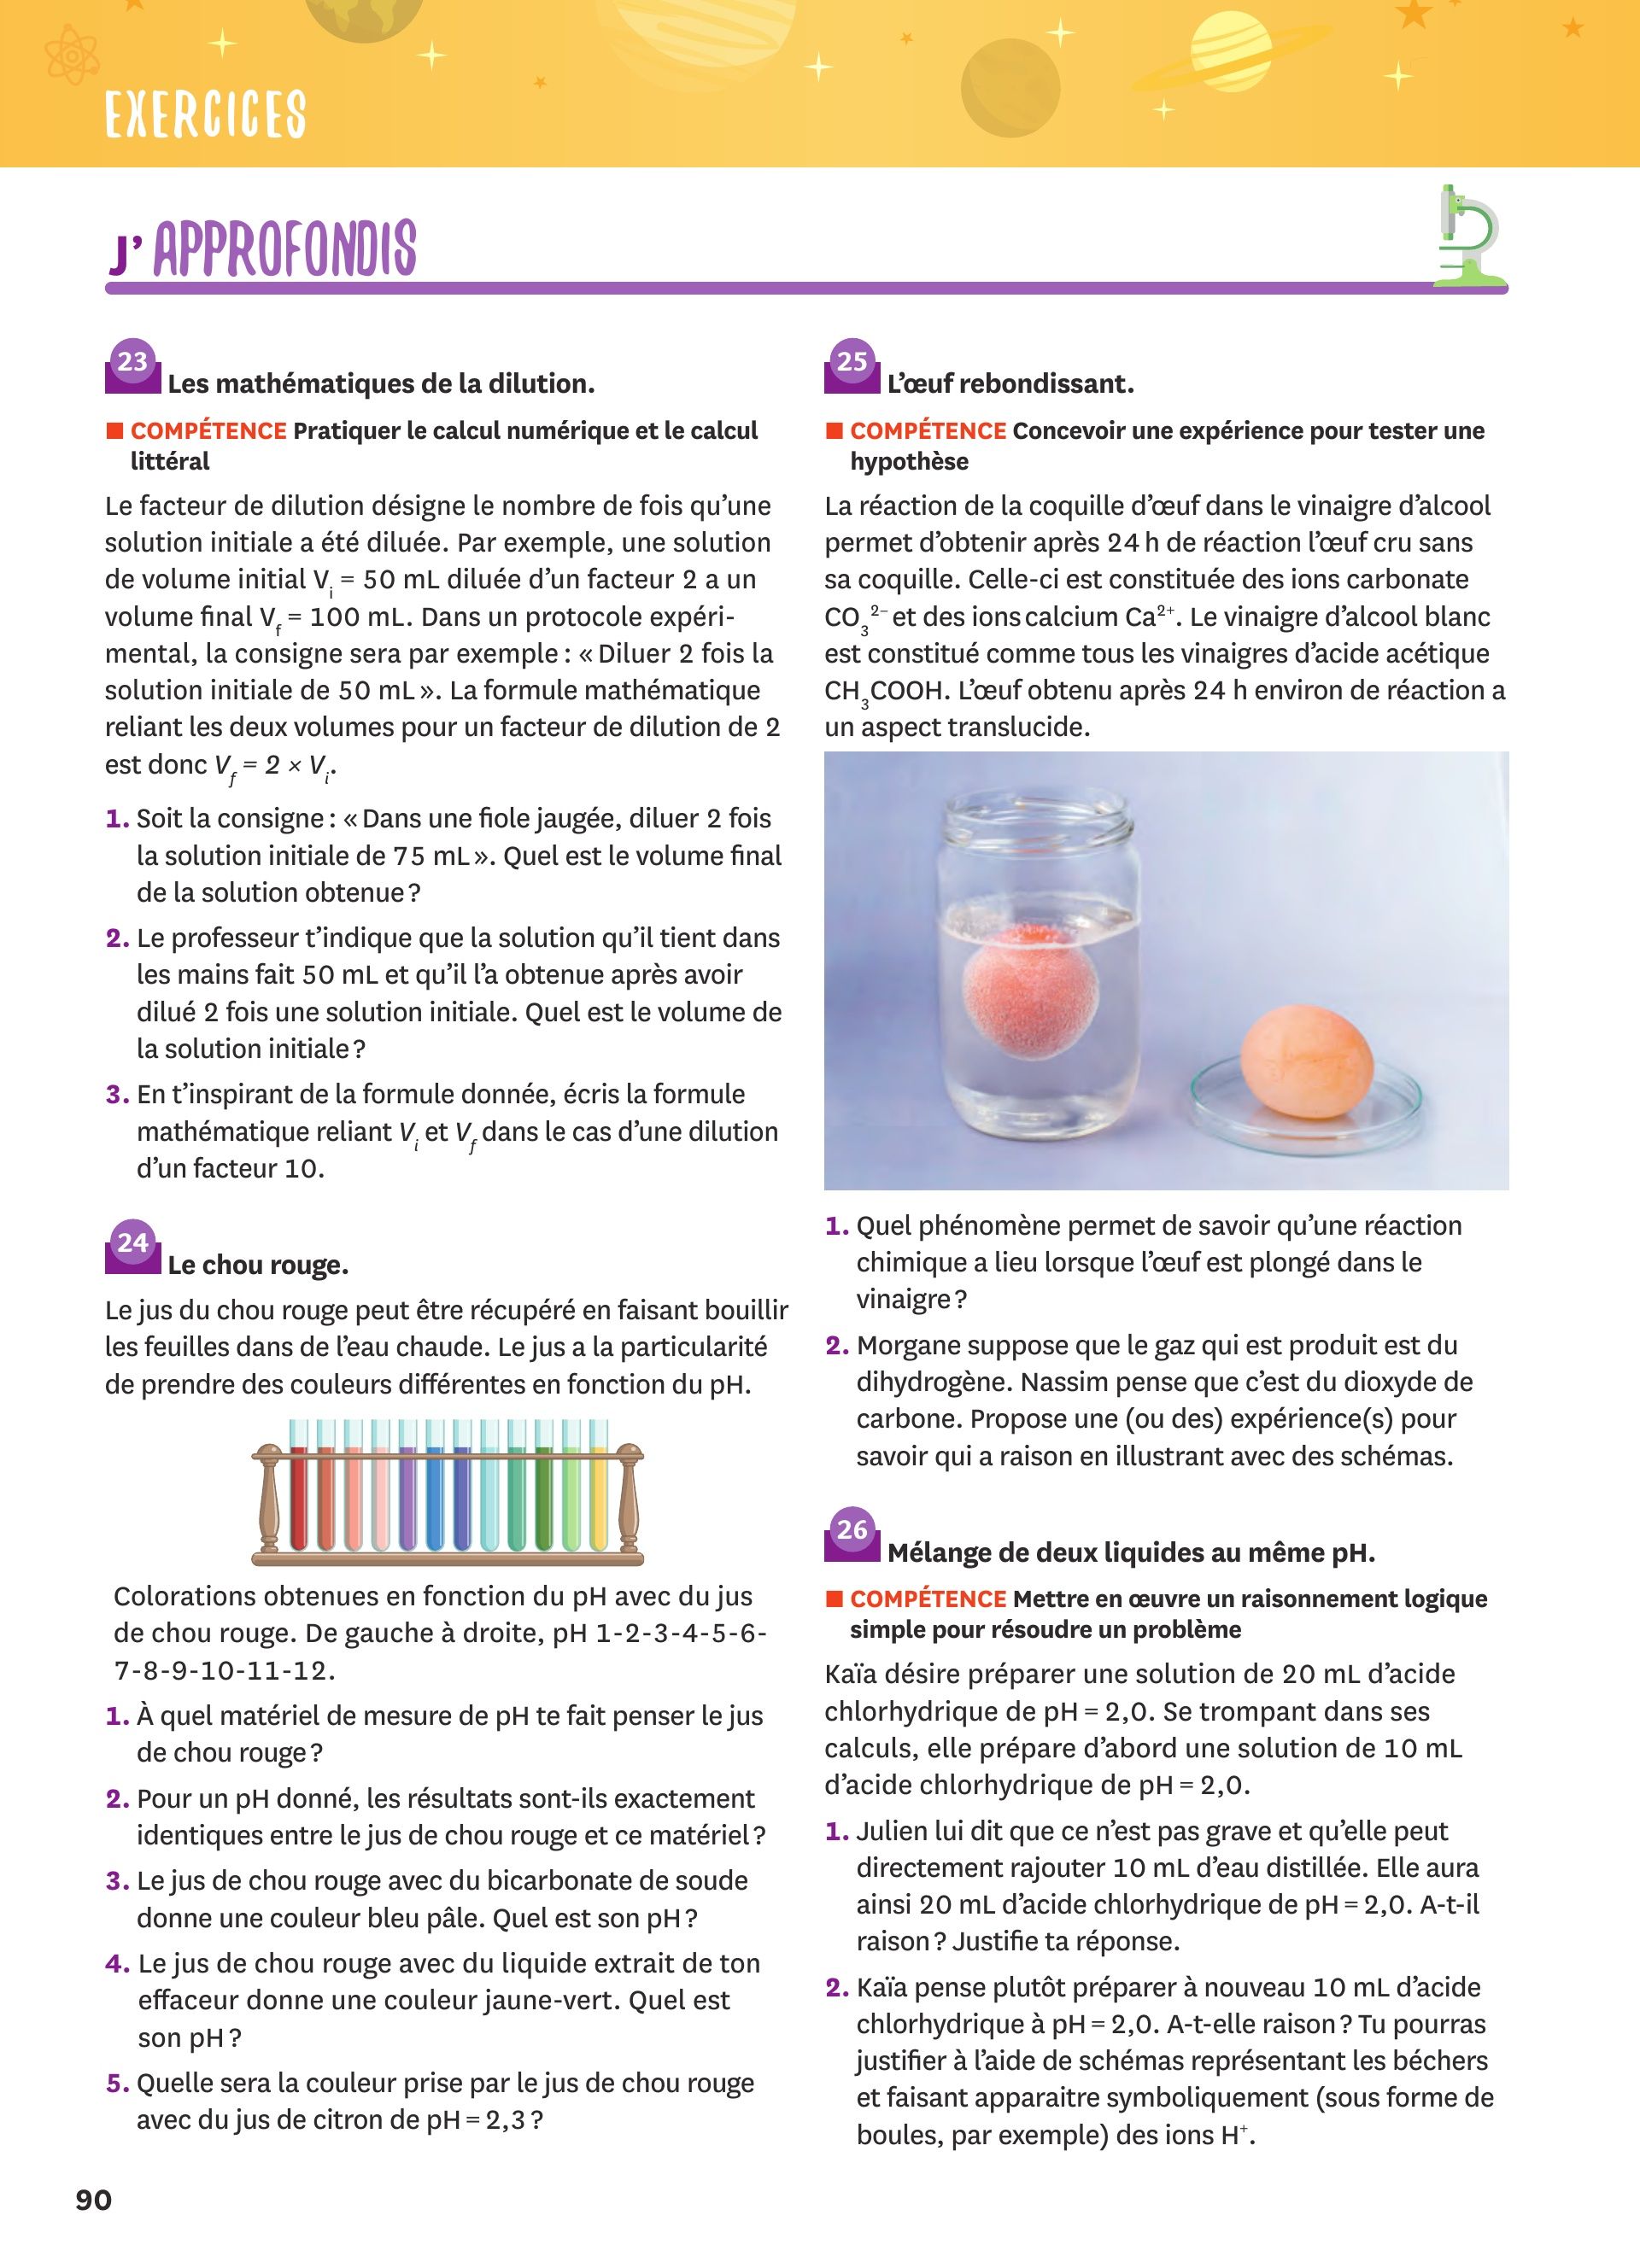 EXERCICES
J’APPROFONDIS
23 Les mathématiques de la dilution.
■ COMPÉTENCE Pratiquer le calcul numérique et le calcul
littéral
Le facteur de dilution désigne le nombre de fois qu’une
solution initiale a été diluée. Par exemple, une solution
de volume initial Vi = 50 mL diluée d’un facteur 2 a un
volume final Vf = 100 mL. Dans un protocole expéri-
mental, la consigne sera par exemple : « Diluer 2 fois la
solution initiale de 50 mL ». La formule mathématique
reliant les deux volumes pour un facteur de dilution de 2
est donc Vf = 2 × Vi.
1. Soit la consigne : « Dans une fiole jaugée, diluer 2 fois
la solution initiale de 75 mL ». Quel est le volume final
de la solution obtenue ?
2. Le professeur t’indique que la solution qu’il tient dans
les mains fait 50 mL et qu’il l’a obtenue après avoir
dilué 2 fois une solution initiale. Quel est le volume de
la solution initiale ?
3. En t’inspirant de la formule donnée, écris la formule
mathématique reliant Vi et Vf dans le cas d’une dilution
d’un facteur 10.
24 Le chou rouge.
Le jus du chou rouge peut être récupéré en faisant bouillir
les feuilles dans de l’eau chaude. Le jus a la particularité
de prendre des couleurs différentes en fonction du pH.
Colorations obtenues en fonction du pH avec du jus
de chou rouge. De gauche à droite, pH 1-2-3-4-5-6-
7-8-9-10-11-12.
1. À quel matériel de mesure de pH te fait penser le jus
de chou rouge ?
2. Pour un pH donné, les résultats sont-ils exactement
identiques entre le jus de chou rouge et ce matériel ?
3. Le jus de chou rouge avec du bicarbonate de soude
donne une couleur bleu pâle. Quel est son pH ?
4. Le jus de chou rouge avec du liquide extrait de ton
effaceur donne une couleur jaune-vert. Quel est
son pH ?
5. Quelle sera la couleur prise par le jus de chou rouge
avec du jus de citron de pH = 2,3 ?
25 L’œuf rebondissant.
■ COMPÉTENCE Concevoir une expérience pour tester une
hypothèse
La réaction de la coquille d’œuf dans le vinaigre d’alcool
permet d’obtenir après 24 h de réaction l’œuf cru sans
sa coquille. Celle-ci est constituée des ions carbonate
CO₃²⁻ et des ions calcium Ca²⁺. Le vinaigre d’alcool blanc
est constitué comme tous les vinaigres d’acide acétique
CH₃COOH. L’œuf obtenu après 24 h environ de réaction a
un aspect translucide.
1. Quel phénomène permet de savoir qu’une réaction
chimique a lieu lorsque l’œuf est plongé dans le
vinaigre ?
2. Morgane suppose que le gaz qui est produit est du
dihydrogène. Nassim pense que c’est du dioxyde de
carbone. Propose une (ou des) expérience(s) pour
savoir qui a raison en illustrant avec des schémas.
26 Mélange de deux liquides au même pH.
■ COMPÉTENCE Mettre en œuvre un raisonnement logique
simple pour résoudre un problème
Kaïa désire préparer une solution de 20 mL d’acide
chlorhydrique de pH = 2,0. Se trompant dans ses
calculs, elle prépare d’abord une solution de 10 mL
d’acide chlorhydrique de pH = 2,0.
1. Julien lui dit que ce n’est pas grave et qu’elle peut
directement rajouter 10 mL d’eau distillée. Elle aura
ainsi 20 mL d’acide chlorhydrique de pH = 2,0. A-t-il
raison ? Justifie ta réponse.
2. Kaïa pense plutôt préparer à nouveau 10 mL d’acide
chlorhydrique à pH = 2,0. A-t-elle raison ? Tu pourras
justifier à l’aide de schémas représentant les béchers
et faisant apparaitre symboliquement (sous forme de
boules, par exemple) des ions H⁺.
90